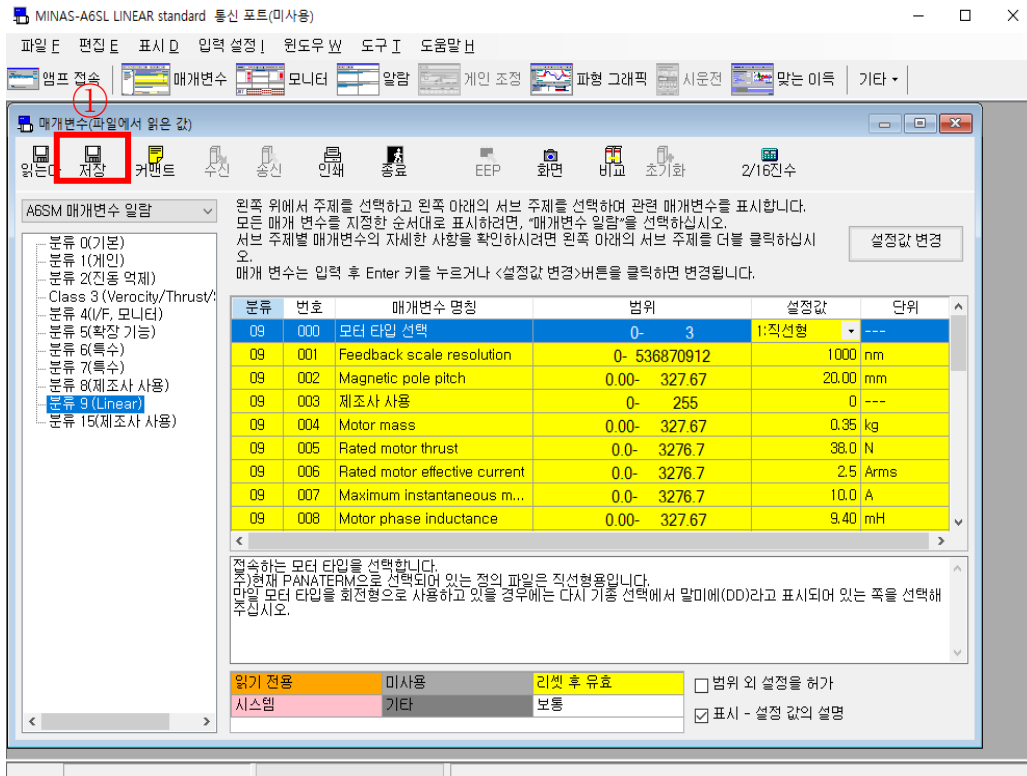 MINAS-A6SL LINEAR standard 통신 포트(미사용)
파일 F 편집 E 표시 D 입력 설정 I 윈도우 W 도구 T 도움말 H
앰프 접속 매개변수 모니터 알람 게인 조정 파형 그래픽 시운전 맞는 이득 기타
①
매개변수(파일에서 읽은 값)
읽는다 저장 커맨트 수신 송신 인쇄 종료 EEP 화면 비교 초기화 2/16진수
A6SM 매개변수 일람
분류 0(기본)
분류 1(게인)
분류 2(진동 억제)
Class 3 (Verocity/Thrust/
분류 4(I/F, 모니터)
분류 5(확장 기능)
분류 6(특수)
분류 7(특수)
분류 8(제조사 사용)
분류 9 (Linear)
분류 15(제조사 사용)
왼쪽 위에서 주제를 선택하고 왼쪽 아래의 서브 주제를 선택하여 관련 매개변수를 표시합니다.
모든 매개 변수를 지정한 순서대로 표시하려면, "매개변수 일람"을 선택하십시오.
서브 주제별 매개변수의 자세한 사항을 확인하시려면 왼쪽 아래의 서브 주제를 더블 클릭하십시
오.
매개 변수는 입력 후 Enter 키를 누르거나 <설정값 변경>버튼을 클릭하면 변경됩니다.
설정값 변경
분류 번호 매개변수 명칭 범위 설정값 단위
09 000 모터 타입 선택 0- 3 1:직선형 ---
09 001 Feedback scale resolution 0- 536870912 1000 nm
09 002 Magnetic pole pitch 0.00- 327.67 20.00 mm
09 003 제조사 사용 0- 255 0 ---
09 004 Motor mass 0.00- 327.67 0.35 kg
09 005 Rated motor thrust 0.0- 3276.7 38.0 N
09 006 Rated motor effective current 0.0- 3276.7 2.5 Arms
09 007 Maximum instantaneous m... 0.0- 3276.7 10.0 A
09 008 Motor phase inductance 0.00- 327.67 9.40 mH
접속하는 모터 타입을 선택합니다.
주)현재 PANATERM으로 선택되어 있는 정의 파일은 직선형용입니다.
만일 모터 타입을 회전형으로 사용하고 있을 경우에는 다시 기종 선택에서 말미에(DD)라고 표시되어 있는 쪽을 선택해
주십시오.
읽기 전용 미사용 리셋 후 유효
시스템 기타 보통
범위 외 설정을 허가
표시 - 설정 값의 설명